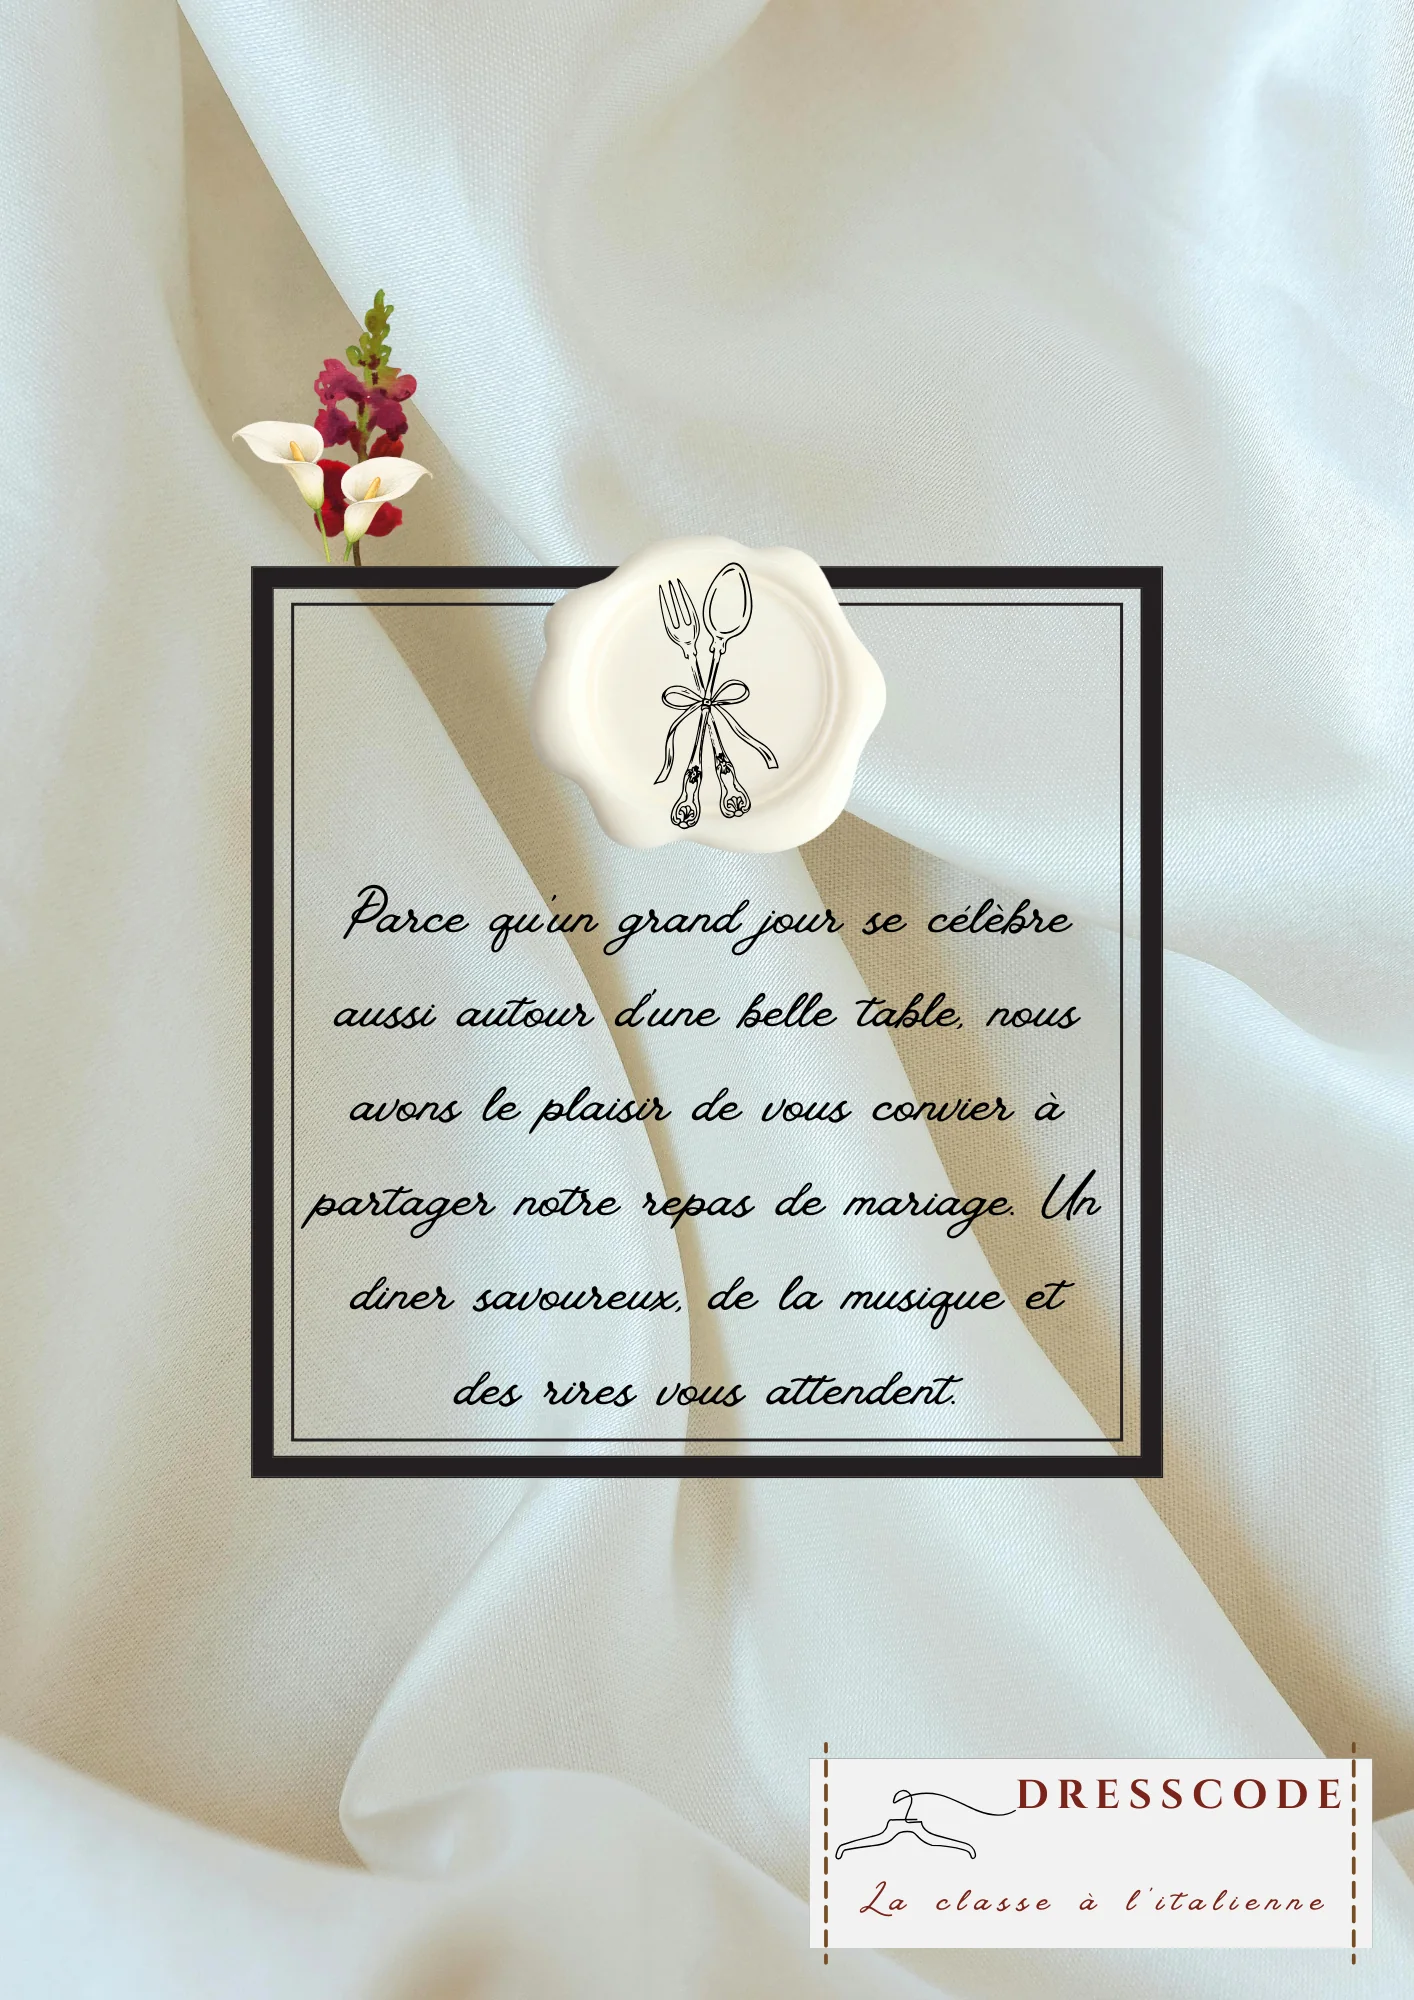 Parce qu'un grand jour se célèbre
aussi autour d'une belle table, nous
avons le plaisir de vous convier à
partager notre repas de mariage. Un
diner savoureux, de la musique et
des rires vous attendent.
DRESSCODE
La classe à l'italienne